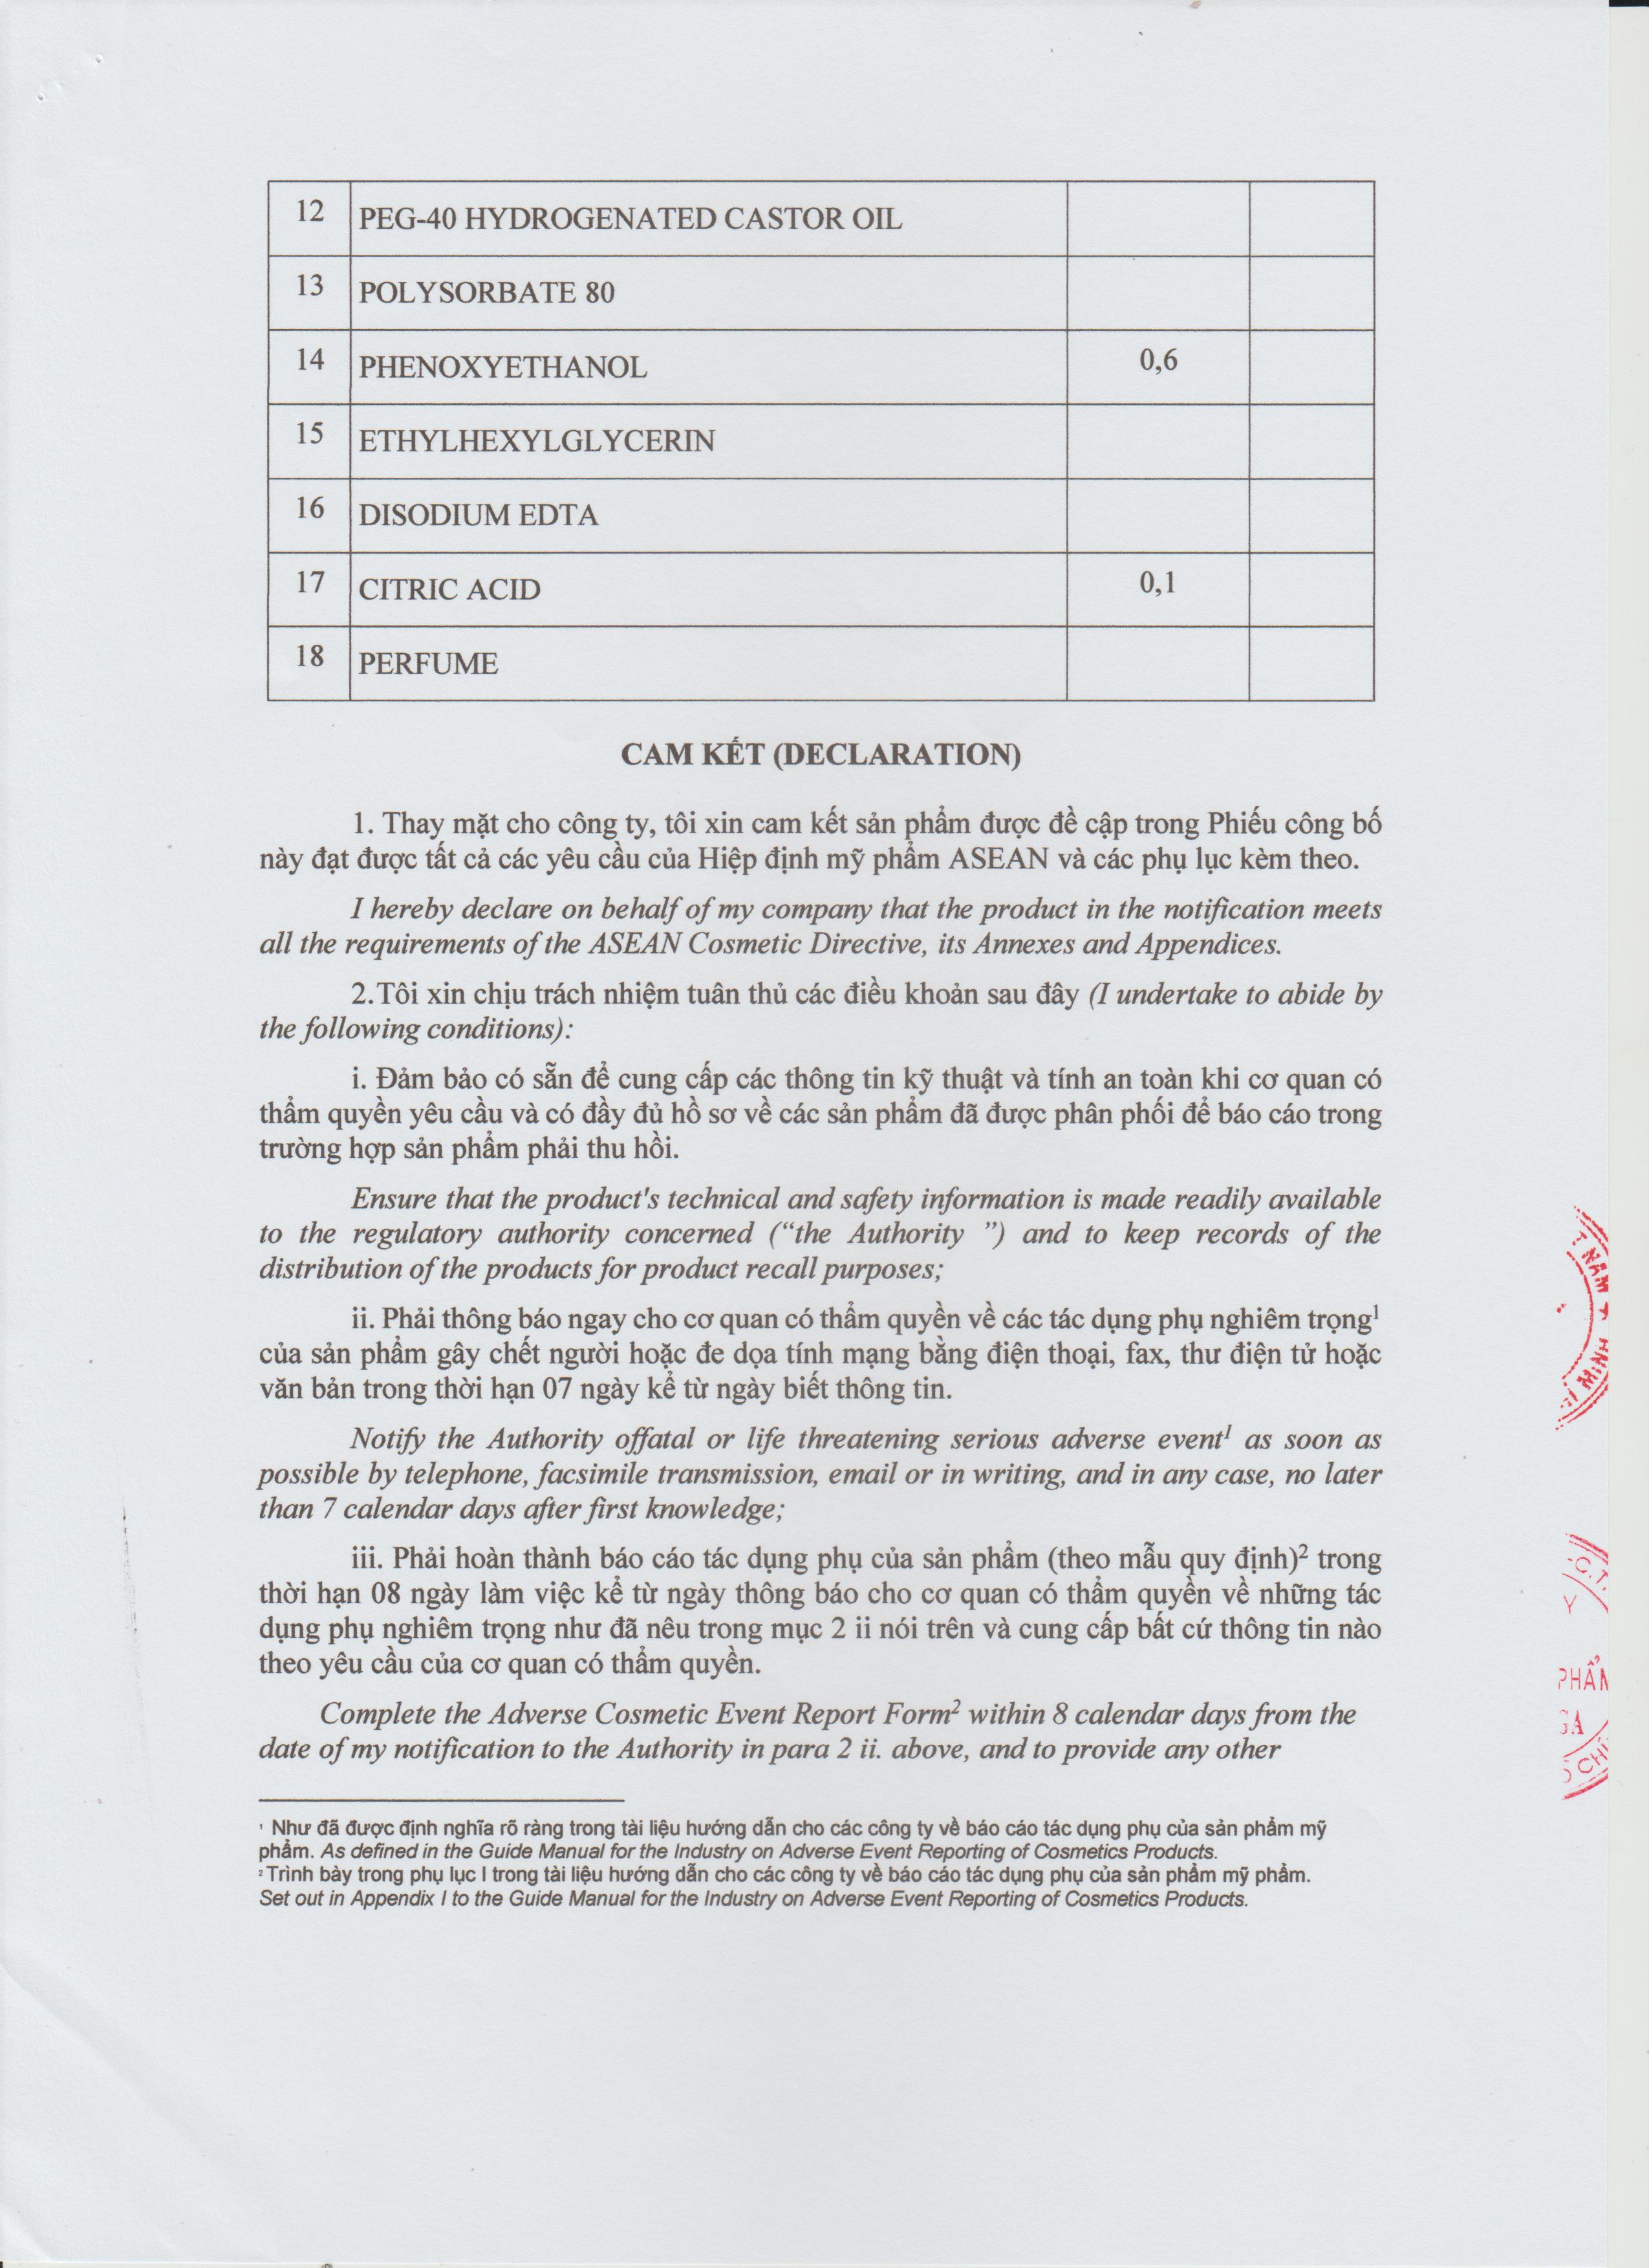 12 PEG-40 HYDROGENATED CASTOR OIL
13 POLYSORBATE 80
14 PHENOXYETHANOL 0,6
15 ETHYLHEXYLGLYCERIN
16 DISODIUM EDTA
17 CITRIC ACID 0,1
18 PERFUME
CAM KẾT (DECLARATION)
1. Thay mặt cho công ty, tôi xin cam kết sản phẩm được đề cập trong Phiếu công bố
này đạt được tất cả các yêu cầu của Hiệp định mỹ phẩm ASEAN và các phụ lục kèm theo.
I hereby declare on behalf of my company that the product in the notification meets
all the requirements of the ASEAN Cosmetic Directive, its Annexes and Appendices.
2.Tôi xin chịu trách nhiệm tuân thủ các điều khoản sau đây (I undertake to abide by
the following conditions):
i. Đảm bảo có sẵn để cung cấp các thông tin kỹ thuật và tính an toàn khi cơ quan có
thẩm quyền yêu cầu và có đầy đủ hồ sơ về các sản phẩm đã được phân phối để báo cáo trong
trường hợp sản phẩm phải thu hồi.
Ensure that the product's technical and safety information is made readily available
to the regulatory authority concerned (“the Authority ”) and to keep records of the
distribution of the products for product recall purposes;
ii. Phải thông báo ngay cho cơ quan có thẩm quyền về các tác dụng phụ nghiêm trọng¹
của sản phẩm gây chết người hoặc đe dọa tính mạng bằng điện thoại, fax, thư điện tử hoặc
văn bản trong thời hạn 07 ngày kể từ ngày biết thông tin.
Notify the Authority offatal or life threatening serious adverse event¹ as soon as
possible by telephone, facsimile transmission, email or in writing, and in any case, no later
than 7 calendar days after first knowledge;
iii. Phải hoàn thành báo cáo tác dụng phụ của sản phẩm (theo mẫu quy định)² trong
thời hạn 08 ngày làm việc kể từ ngày thông báo cho cơ quan có thẩm quyền về những tác
dụng phụ nghiêm trọng như đã nêu trong mục 2 ii nói trên và cung cấp bất cứ thông tin nào
theo yêu cầu của cơ quan có thẩm quyền.
Complete the Adverse Cosmetic Event Report Form² within 8 calendar days from the
date of my notification to the Authority in para 2 ii. above, and to provide any other
¹ Như đã được định nghĩa rõ ràng trong tài liệu hướng dẫn cho các công ty về báo cáo tác dụng phụ của sản phẩm mỹ
phẩm. As defined in the Guide Manual for the Industry on Adverse Event Reporting of Cosmetics Products.
² Trình bày trong phụ lục I trong tài liệu hướng dẫn cho các công ty về báo cáo tác dụng phụ của sản phẩm mỹ phẩm.
Set out in Appendix I to the Guide Manual for the Industry on Adverse Event Reporting of Cosmetics Products.
T NAM
MINH
C.T.
Y
PHẨM
GA
CHÍ